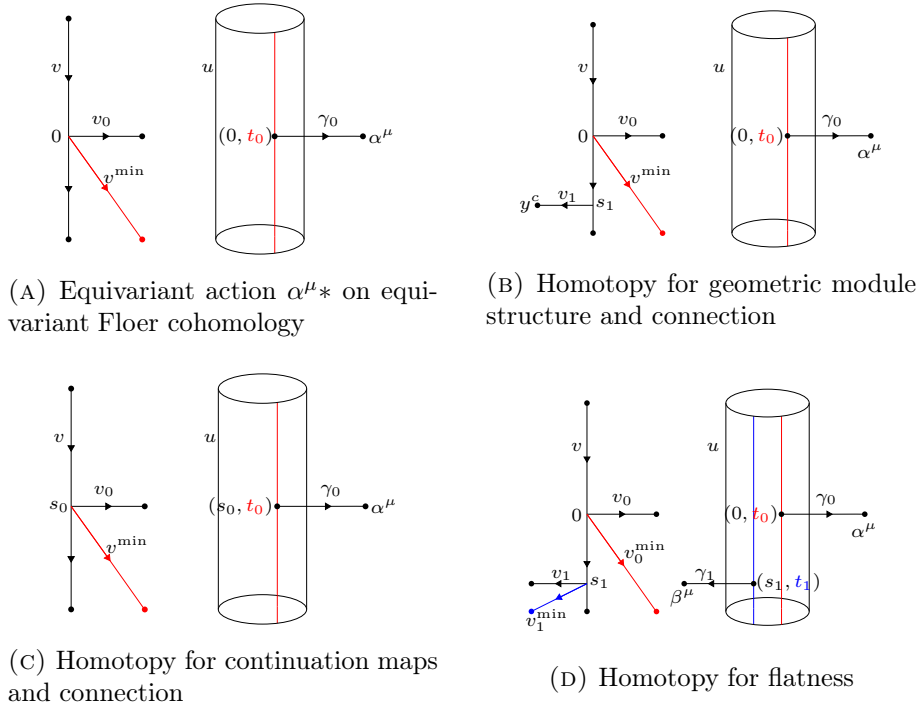 v
v₀
0
v^min
u
(0, t₀)
γ₀
α^μ
(A) Equivariant action α^μ∗ on equi-
variant Floer cohomology
v
v₀
0
v^min
y^c
v₁
s₁
u
(0, t₀)
γ₀
α^μ
(B) Homotopy for geometric module
structure and connection
v
v₀
s₀
v^min
u
(s₀, t₀)
γ₀
α^μ
(C) Homotopy for continuation maps
and connection
v
v₀
0
v₀^min
v₁
s₁
v₁^min
u
(0, t₀)
γ₀
α^μ
γ₁
β^μ
(s₁, t₁)
(D) Homotopy for flatness